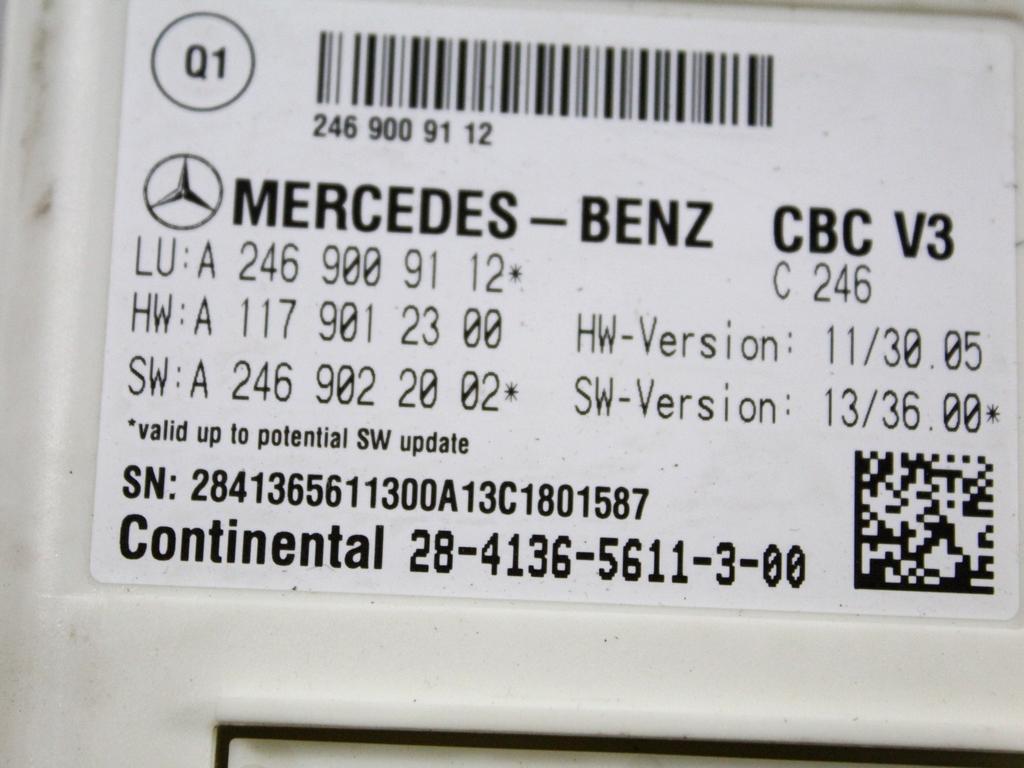 Q1
246 900 91 12
MERCEDES-BENZ CBC V3
LU:A 246 900 91 12* C 246
HW:A 117 901 23 00 HW-Version: 11/30.05
SW:A 246 902 20 02* SW-Version: 13/36.00*
*valid up to potential SW update
SN: 2841365611300A13C1801587
Continental 28-4136-5611-3-00